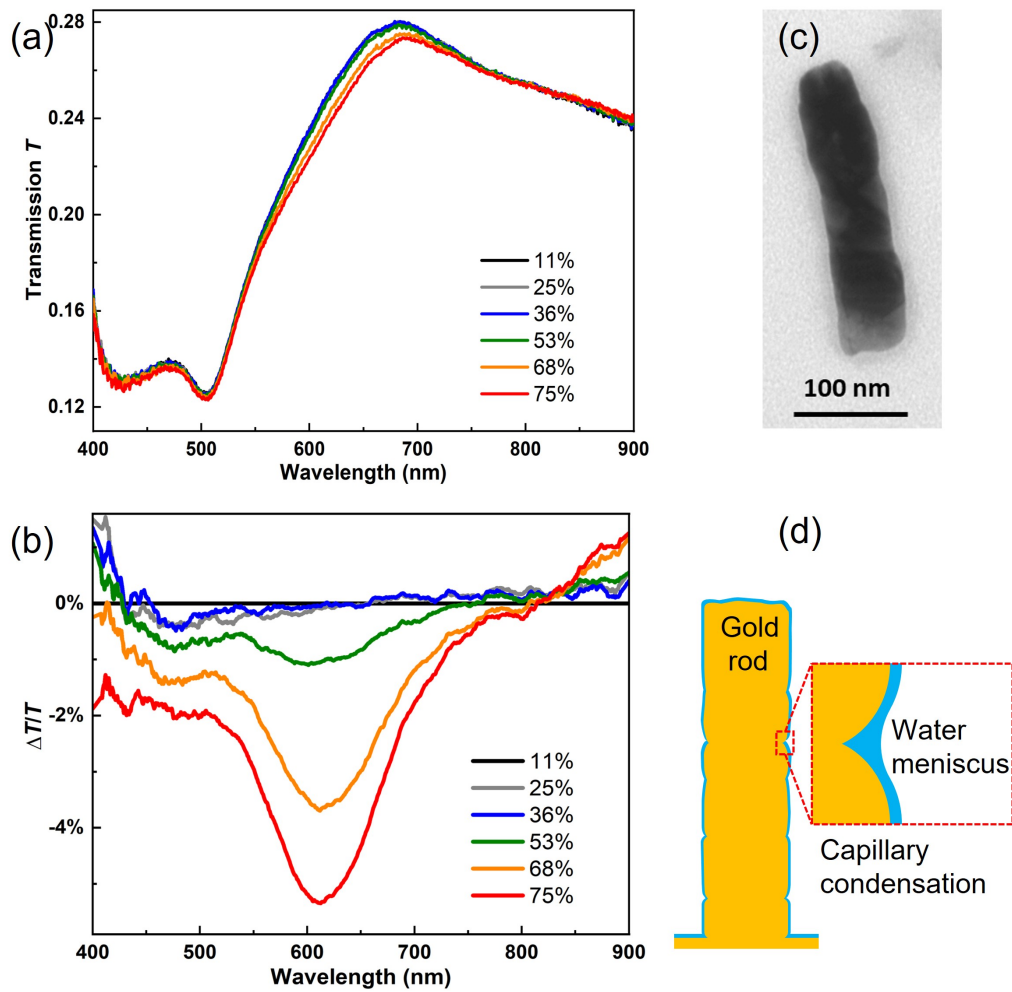 (a)
0.28
0.24
0.20
0.16
0.12
Transmission T
11%
25%
36%
53%
68%
75%
400 500 600 700 800 900
Wavelength (nm)
(c)
100 nm
(b)
0%
-2%
-4%
ΔT/T
11%
25%
36%
53%
68%
75%
400 500 600 700 800 900
Wavelength (nm)
(d)
Gold
rod
Water
meniscus
Capillary
condensation